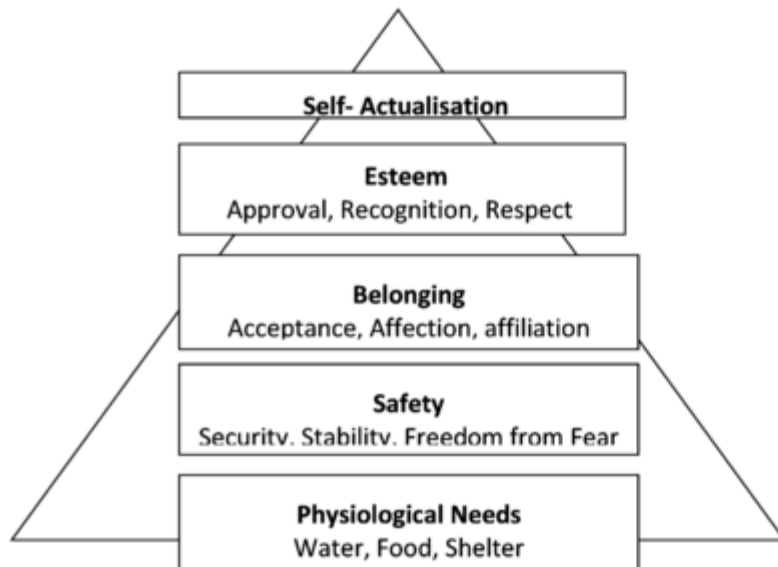 Self- Actualisation
Esteem
Approval, Recognition, Respect
Belonging
Acceptance, Affection, affiliation
Safety
Security, Stability, Freedom from Fear
Physiological Needs
Water, Food, Shelter